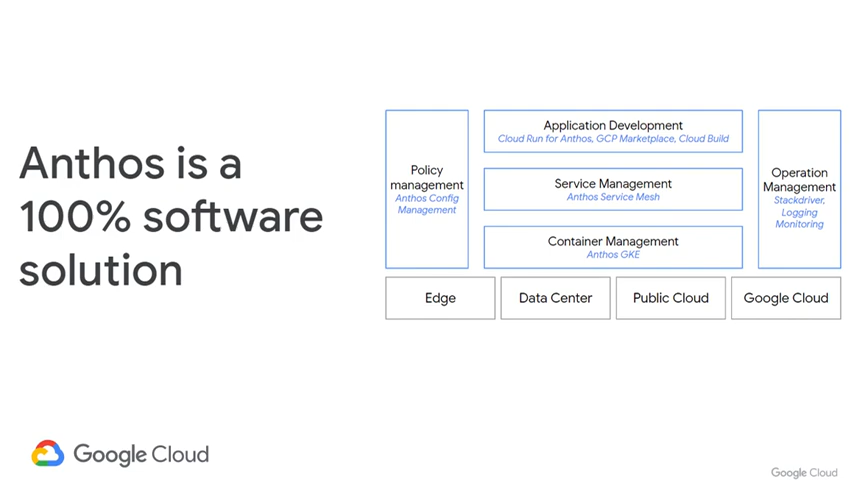 Anthos is a
100% software
solution
Policy
management
Anthos Config
Management
Application Development
Cloud Run for Anthos, GCP Marketplace, Cloud Build
Service Management
Anthos Service Mesh
Container Management
Anthos GKE
Operation
Management
Stackdriver,
Logging
Monitoring
Edge
Data Center
Public Cloud
Google Cloud
Google Cloud
Google Cloud